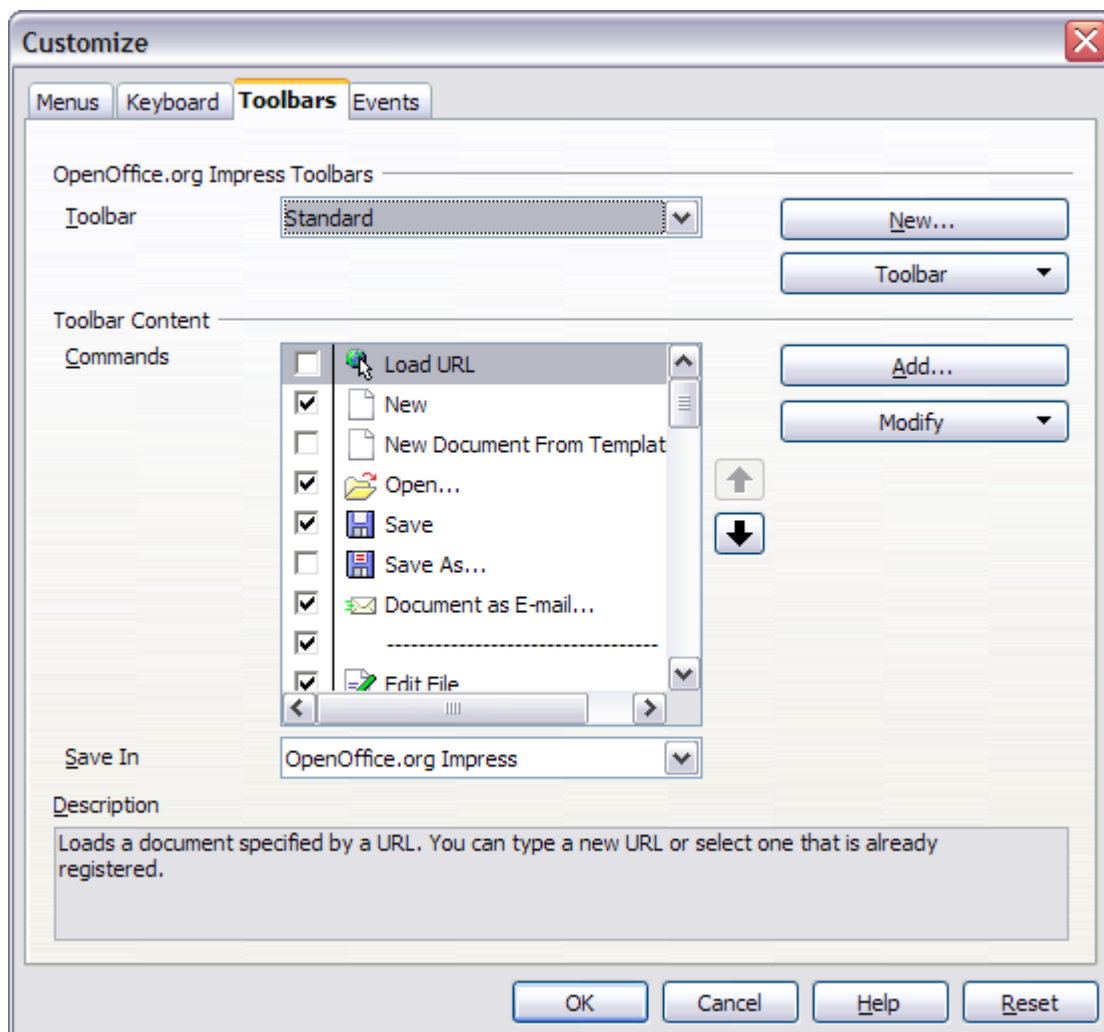 Customize
Menus Keyboard Toolbars Events
OpenOffice.org Impress Toolbars
Toolbar Standard New...
Toolbar
Toolbar Content
Commands Load URL Add...
New
Modify
New Document From Templat
Open...
Save
Save As...
Document as E-mail...
----------------------------------
Edit File
Save In OpenOffice.org Impress
Description
Loads a document specified by a URL. You can type a new URL or select one that is already
registered.
OK Cancel Help Reset